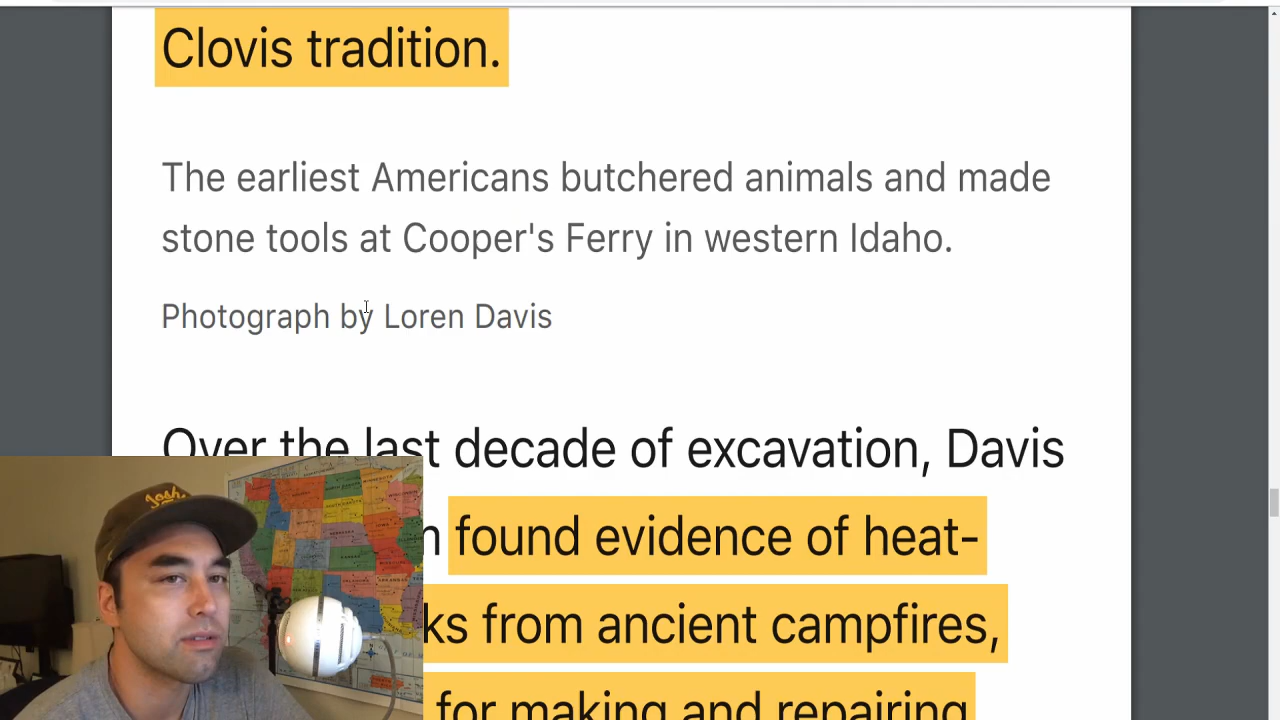 Clovis tradition.
The earliest Americans butchered animals and made
stone tools at Cooper's Ferry in western Idaho.
Photograph by Loren Davis
Over the last decade of excavation, Davis
found evidence of heat-
ks from ancient campfires,
for making and repairing
Josh